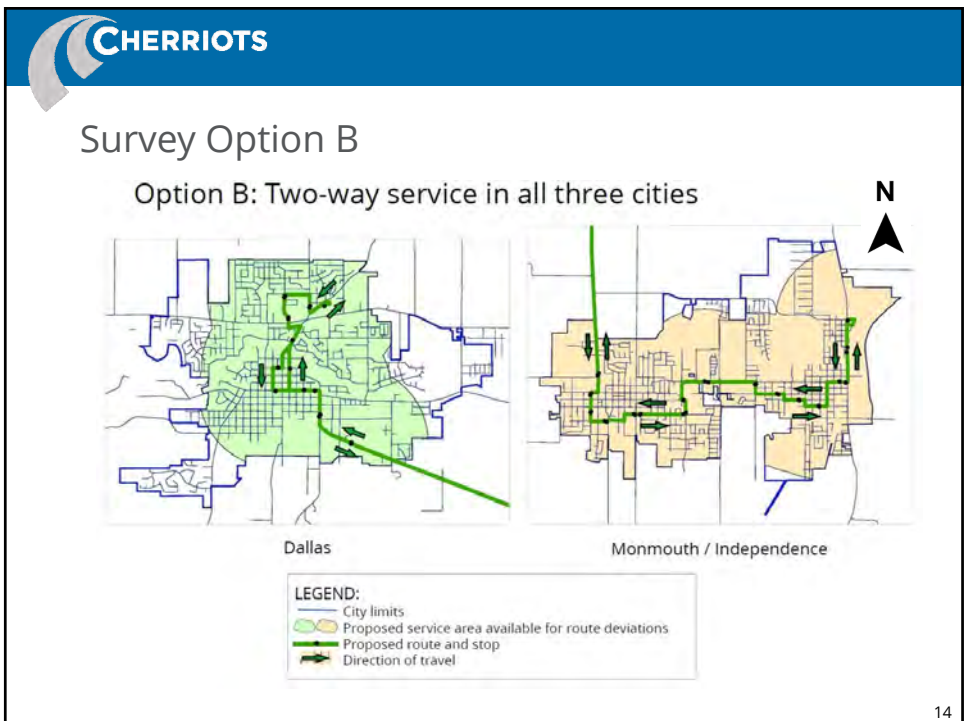 CHERRIOTS
Survey Option B
Option B: Two-way service in all three cities
N
Dallas
Monmouth / Independence
LEGEND:
City limits
Proposed service area available for route deviations
Proposed route and stop
Direction of travel
14